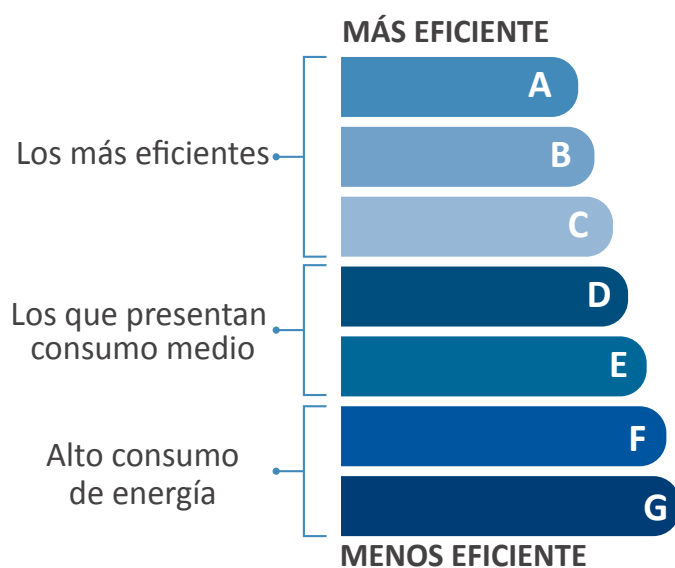 MÁS EFICIENTE
A
Los más eficientes
B
C
D
Los que presentan
consumo medio
E
F
Alto consumo
de energía
G
MENOS EFICIENTE